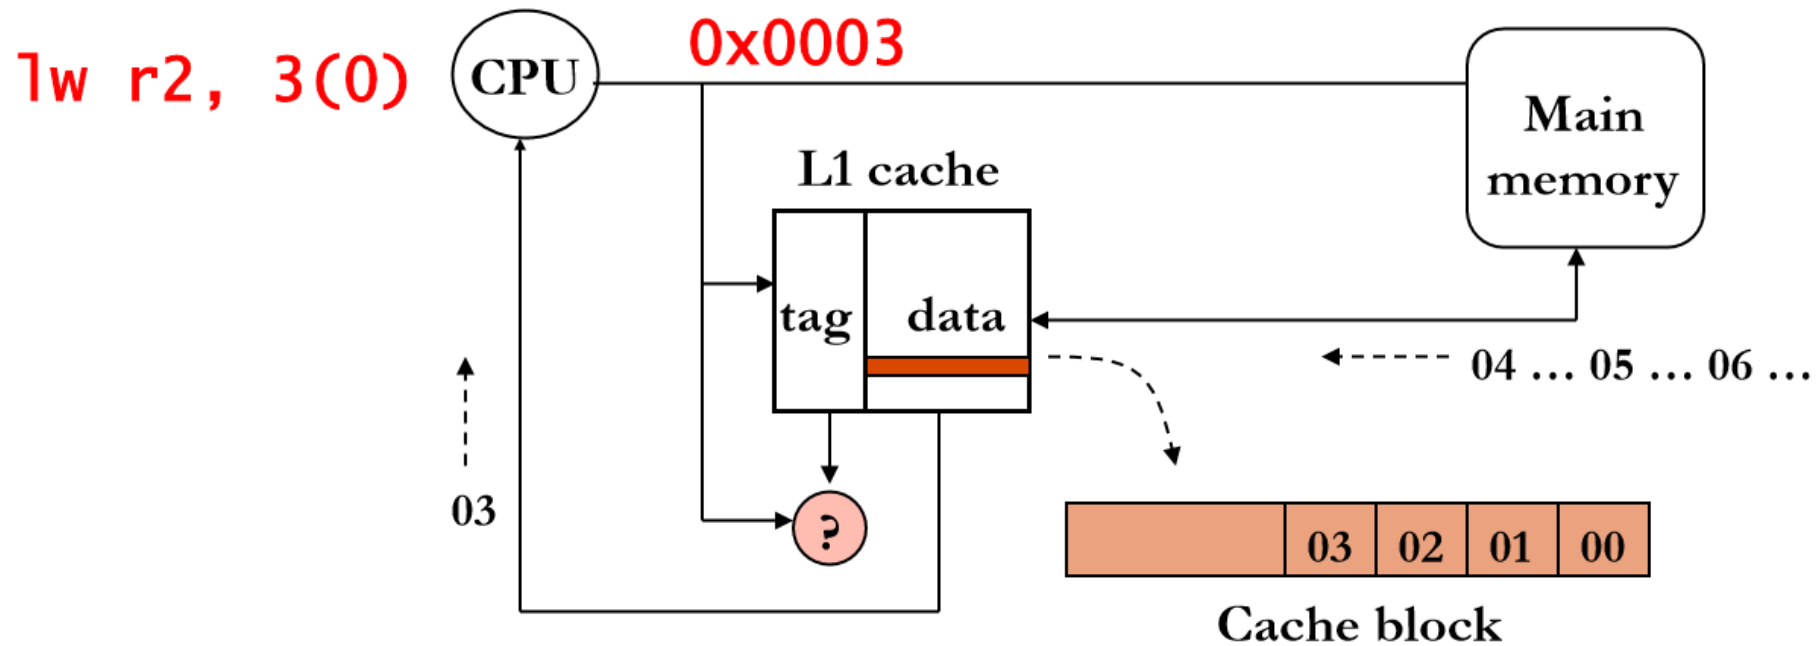 lw r2, 3(0)
CPU
0x0003
Main
memory
L1 cache
tag
data
04 ... 05 ... 06 ...
03
?
03 02 01 00
Cache block